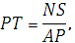 PT = NS/AP,